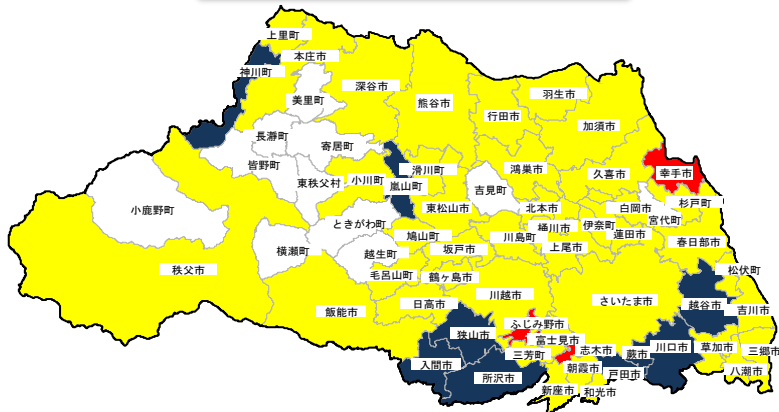 上里町
本庄市
神川町
美里町
深谷市
熊谷市
行田市
羽生市
加須市
長瀞町
寄居町
皆野町
東秩父村
小川町
嵐山町
滑川町
吉見町
鴻巣市
久喜市
幸手市
小鹿野町
ときがわ町
東松山市
北本市
白岡市
杉戸町
宮代町
横瀬町
越生町
鳩山町
坂戸市
川島町
桶川市
上尾市
伊奈町
蓮田市
春日部市
秩父市
毛呂山町
鶴ヶ島市
松伏町
飯能市
日高市
川越市
さいたま市
越谷市
吉川市
狭山市
ふじみ野市
富士見市
三芳町
志木市
蕨市
川口市
草加市
三郷市
入間市
所沢市
朝霞市
戸田市
八潮市
新座市
和光市